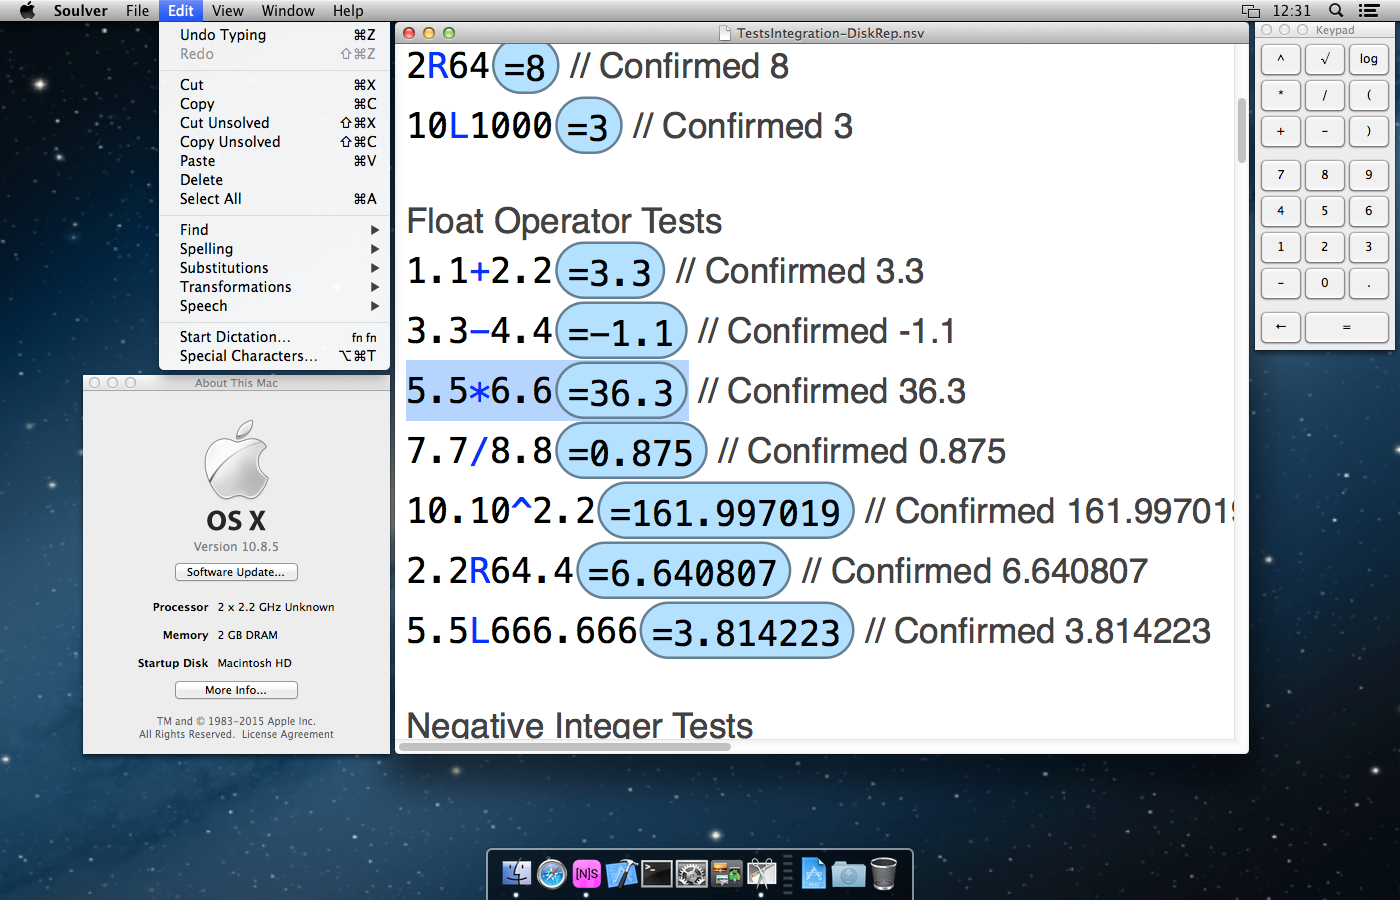 Soulver File Edit View Window Help 12:31
Undo Typing ⌘Z
Redo ⇧⌘Z
Cut ⌘X
Copy ⌘C
Cut Unsolved ⇧⌘X
Copy Unsolved ⇧⌘C
Paste ⌘V
Delete
Select All ⌘A
Find
Spelling
Substitutions
Transformations
Speech
Start Dictation... fn fn
Special Characters... ⌥⌘T
About This Mac
OS X
Version 10.8.5
Software Update...
Processor 2 x 2.2 GHz Unknown
Memory 2 GB DRAM
Startup Disk Macintosh HD
More Info...
TM and © 1983-2015 Apple Inc.
All Rights Reserved. License Agreement
TestsIntegration-DiskRep.nsv
2R64 =8 // Confirmed 8
10L1000 =3 // Confirmed 3
Float Operator Tests
1.1+2.2 =3.3 // Confirmed 3.3
3.3−4.4 =−1.1 // Confirmed -1.1
5.5*6.6 =36.3 // Confirmed 36.3
7.7/8.8 =0.875 // Confirmed 0.875
10.10^2.2 =161.997019 // Confirmed 161.997019
2.2R64.4 =6.640807 // Confirmed 6.640807
5.5L666.666 =3.814223 // Confirmed 3.814223
Negative Integer Tests
Keypad
^ √ log
* / (
+ − )
7 8 9
4 5 6
1 2 3
− 0 .
← =
[N]S